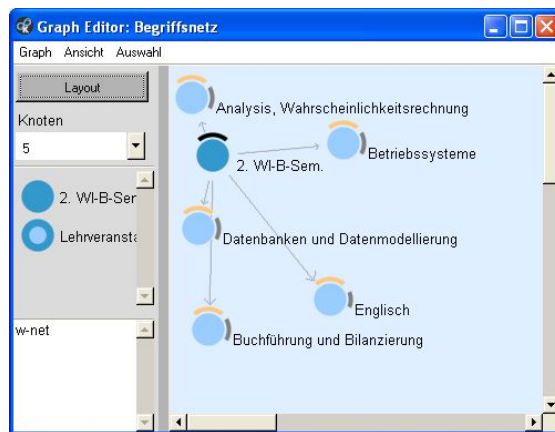 Graph Editor: Begriffsnetz
Graph Ansicht Auswahl
Layout
Knoten
5
2. WI-B-Ser
Lehrveransta
w-net
Analysis, Wahrscheinlichkeitsrechnung
2. WI-B-Sem.
Betriebssysteme
Datenbanken und Datenmodellierung
Englisch
Buchführung und Bilanzierung